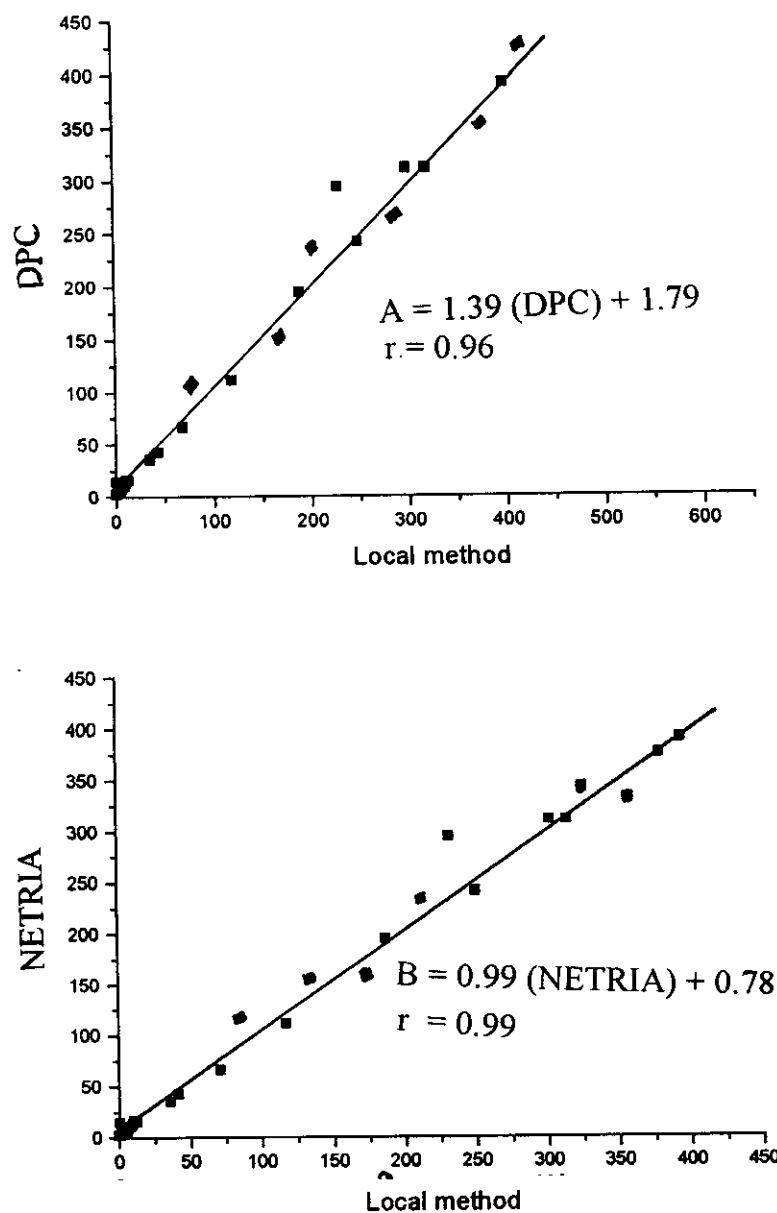 450
400
350
300
250
200
150
100
50
0
DPC
A = 1.39 (DPC) + 1.79
r.= 0.96
0 100 200 300 400 500 600
Local method
450
400
350
300
250
200
150
100
50
0
NETRIA
B = 0.99 (NETRIA) + 0.78
r = 0.99
0 50 100 150 200 250 300 350 400 450
Local method